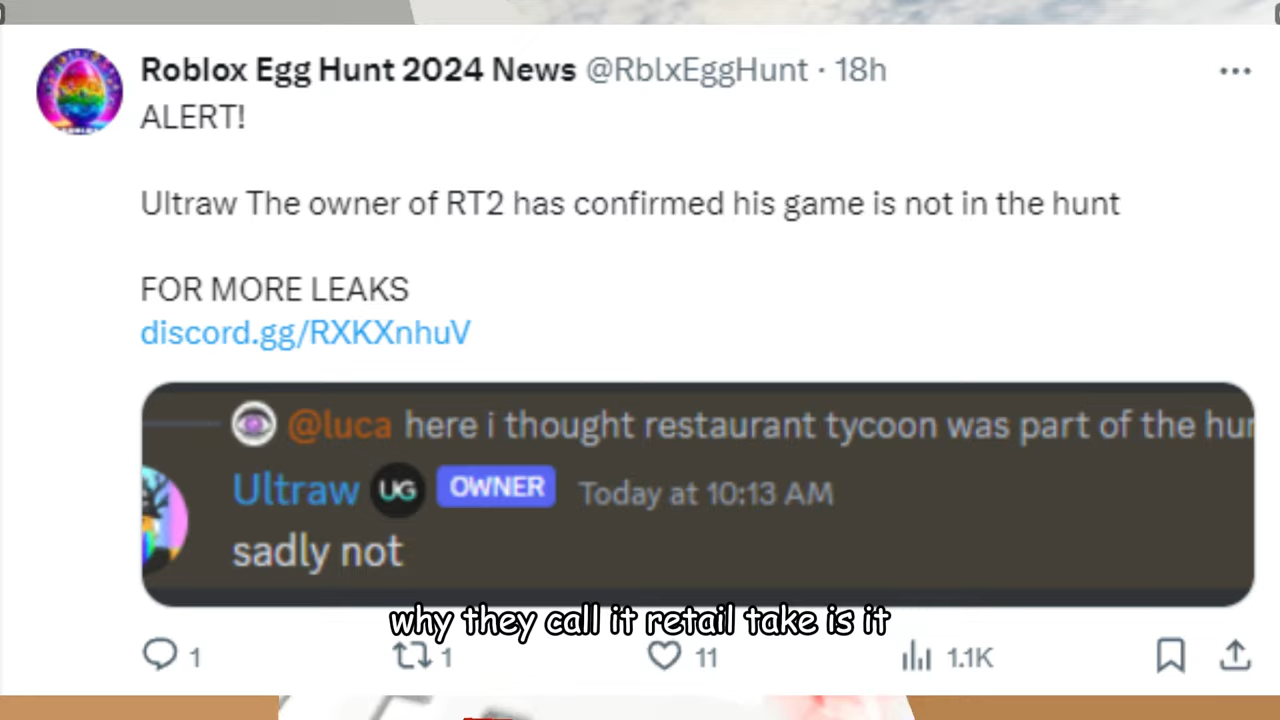 Roblox Egg Hunt 2024 News @RblxEggHunt · 18h
ALERT!
Ultraw The owner of RT2 has confirmed his game is not in the hunt
FOR MORE LEAKS
discord.gg/RXKXnhuV
@luca here i thought restaurant tycoon was part of the hun
Ultraw UG OWNER Today at 10:13 AM
sadly not
why they call it retail take is it
1 1 11 1.1K